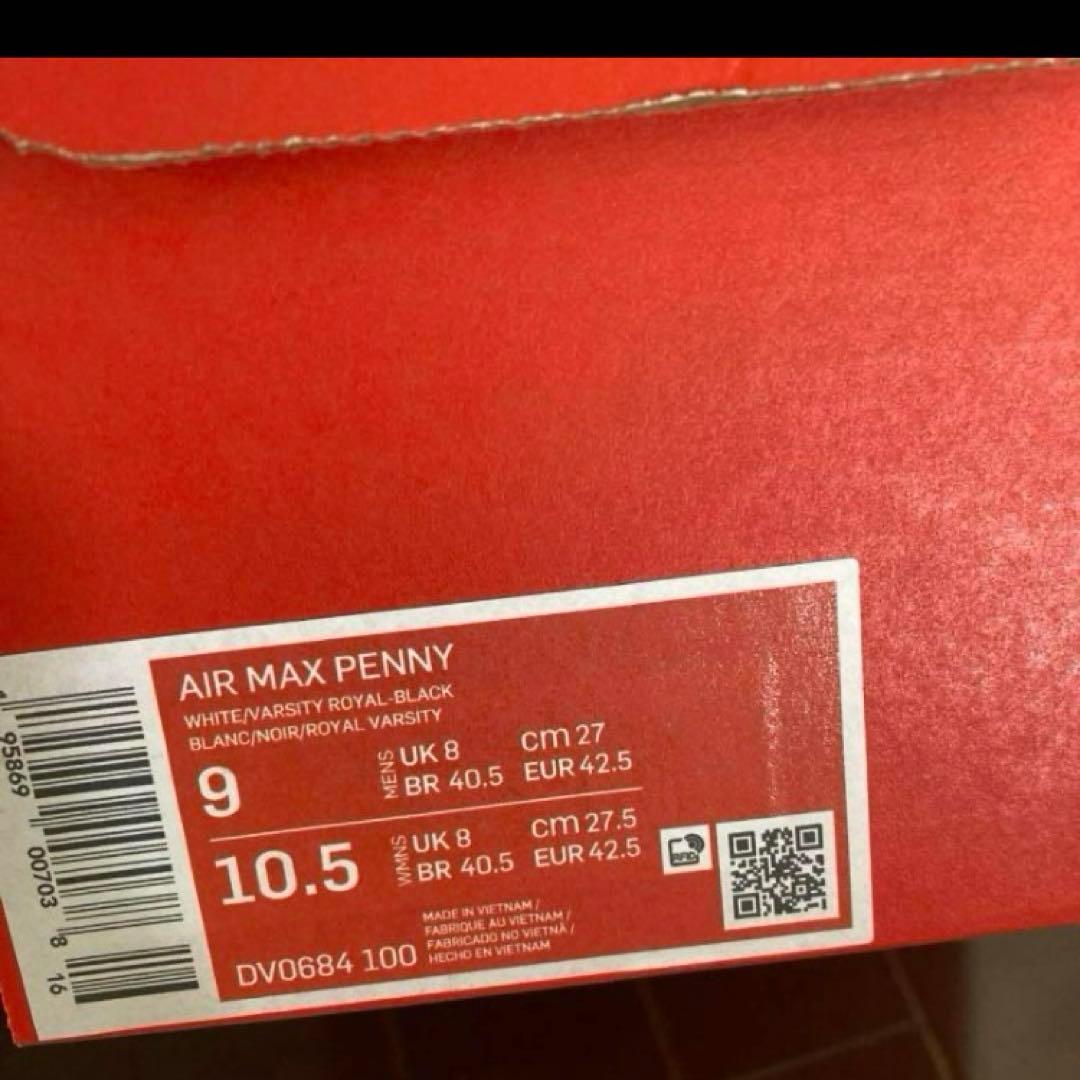 AIR MAX PENNY
WHITE/VARSITY ROYAL-BLACK
BLANC/NOIR/ROYAL VARSITY
9
MENS
UK 8
cm 27
BR 40.5
EUR 42.5
10.5
WMNS
UK 8
cm 27.5
BR 40.5
EUR 42.5
RFID
DV0684 100
MADE IN VIETNAM /
FABRIQUE AU VIETNAM /
FABRICADO NO VIETNÃ /
HECHO EN VIETNAM
1 95869 00703 8 16